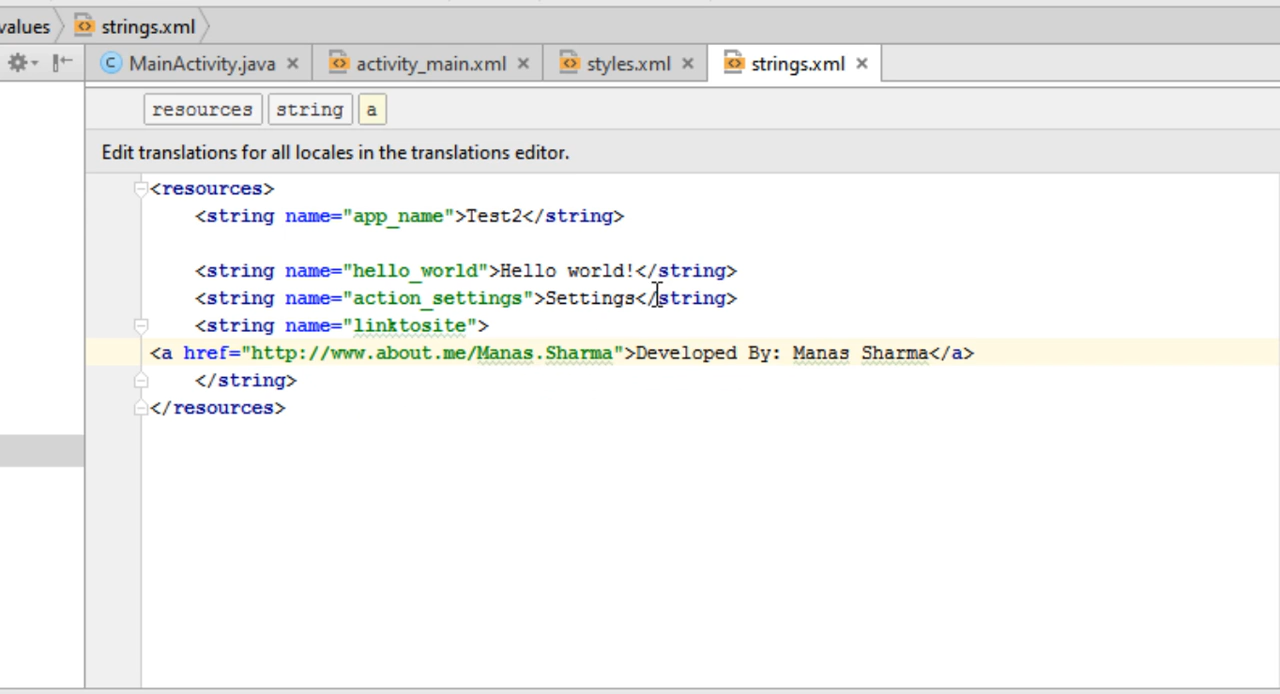 values strings.xml
MainActivity.java activity_main.xml styles.xml strings.xml
resources string a
Edit translations for all locales in the translations editor.
<resources>
<string name="app_name">Test2</string>
<string name="hello_world">Hello world!</string>
<string name="action_settings">Settings</string>
<string name="linktosite">
<a href="http://www.about.me/Manas.Sharma">Developed By: Manas Sharma</a>
</string>
</resources>